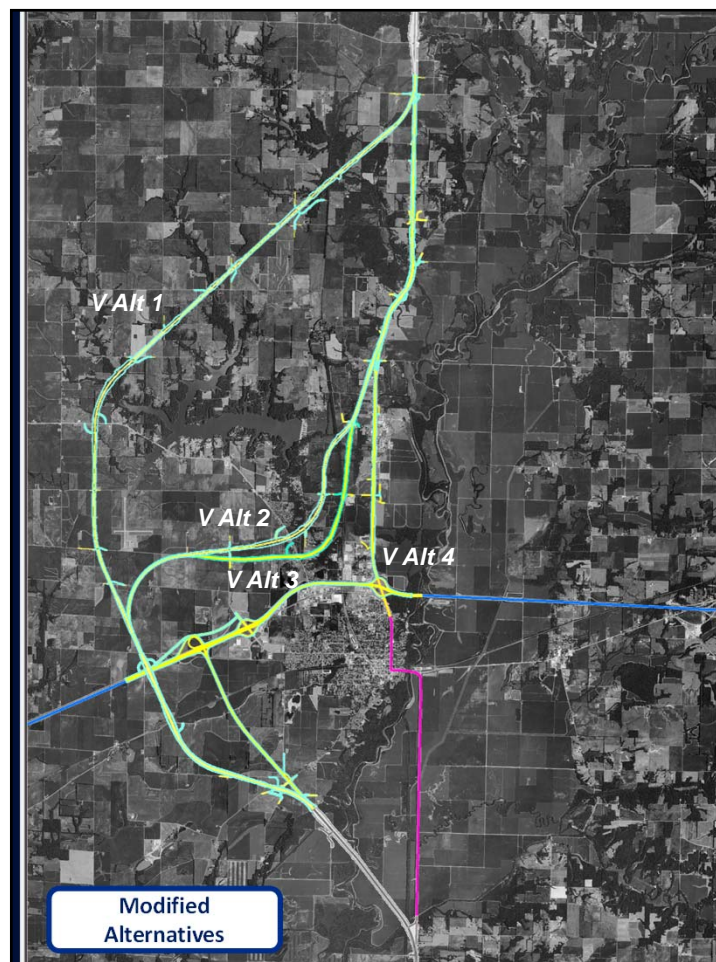 V Alt 1
V Alt 2
V Alt 4
V Alt 3
Modified
Alternatives